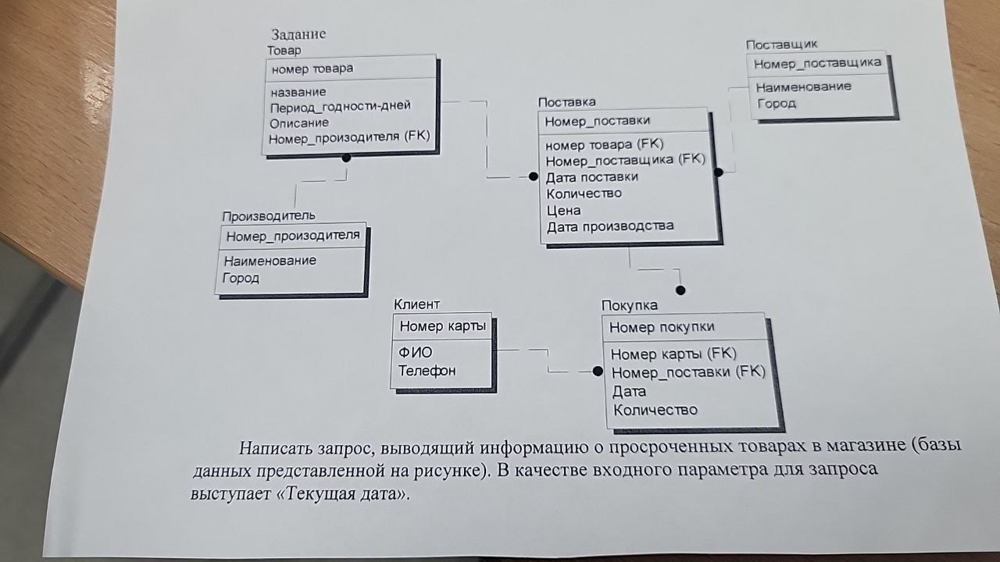 Задание
Товар
номер товара
название
Период_годности-дней
Описание
Номер_произодителя (FK)
Поставщик
Номер_поставщика
Наименование
Город
Поставка
Номер_поставки
номер товара (FK)
Номер_поставщика (FK)
Дата поставки
Количество
Цена
Дата производства
Производитель
Номер_произодителя
Наименование
Город
Клиент
Номер карты
ФИО
Телефон
Покупка
Номер покупки
Номер карты (FK)
Номер_поставки (FK)
Дата
Количество
Написать запрос, выводящий информацию о просроченных товарах в магазине (базы
данных представленной на рисунке). В качестве входного параметра для запроса
выступает «Текущая дата».